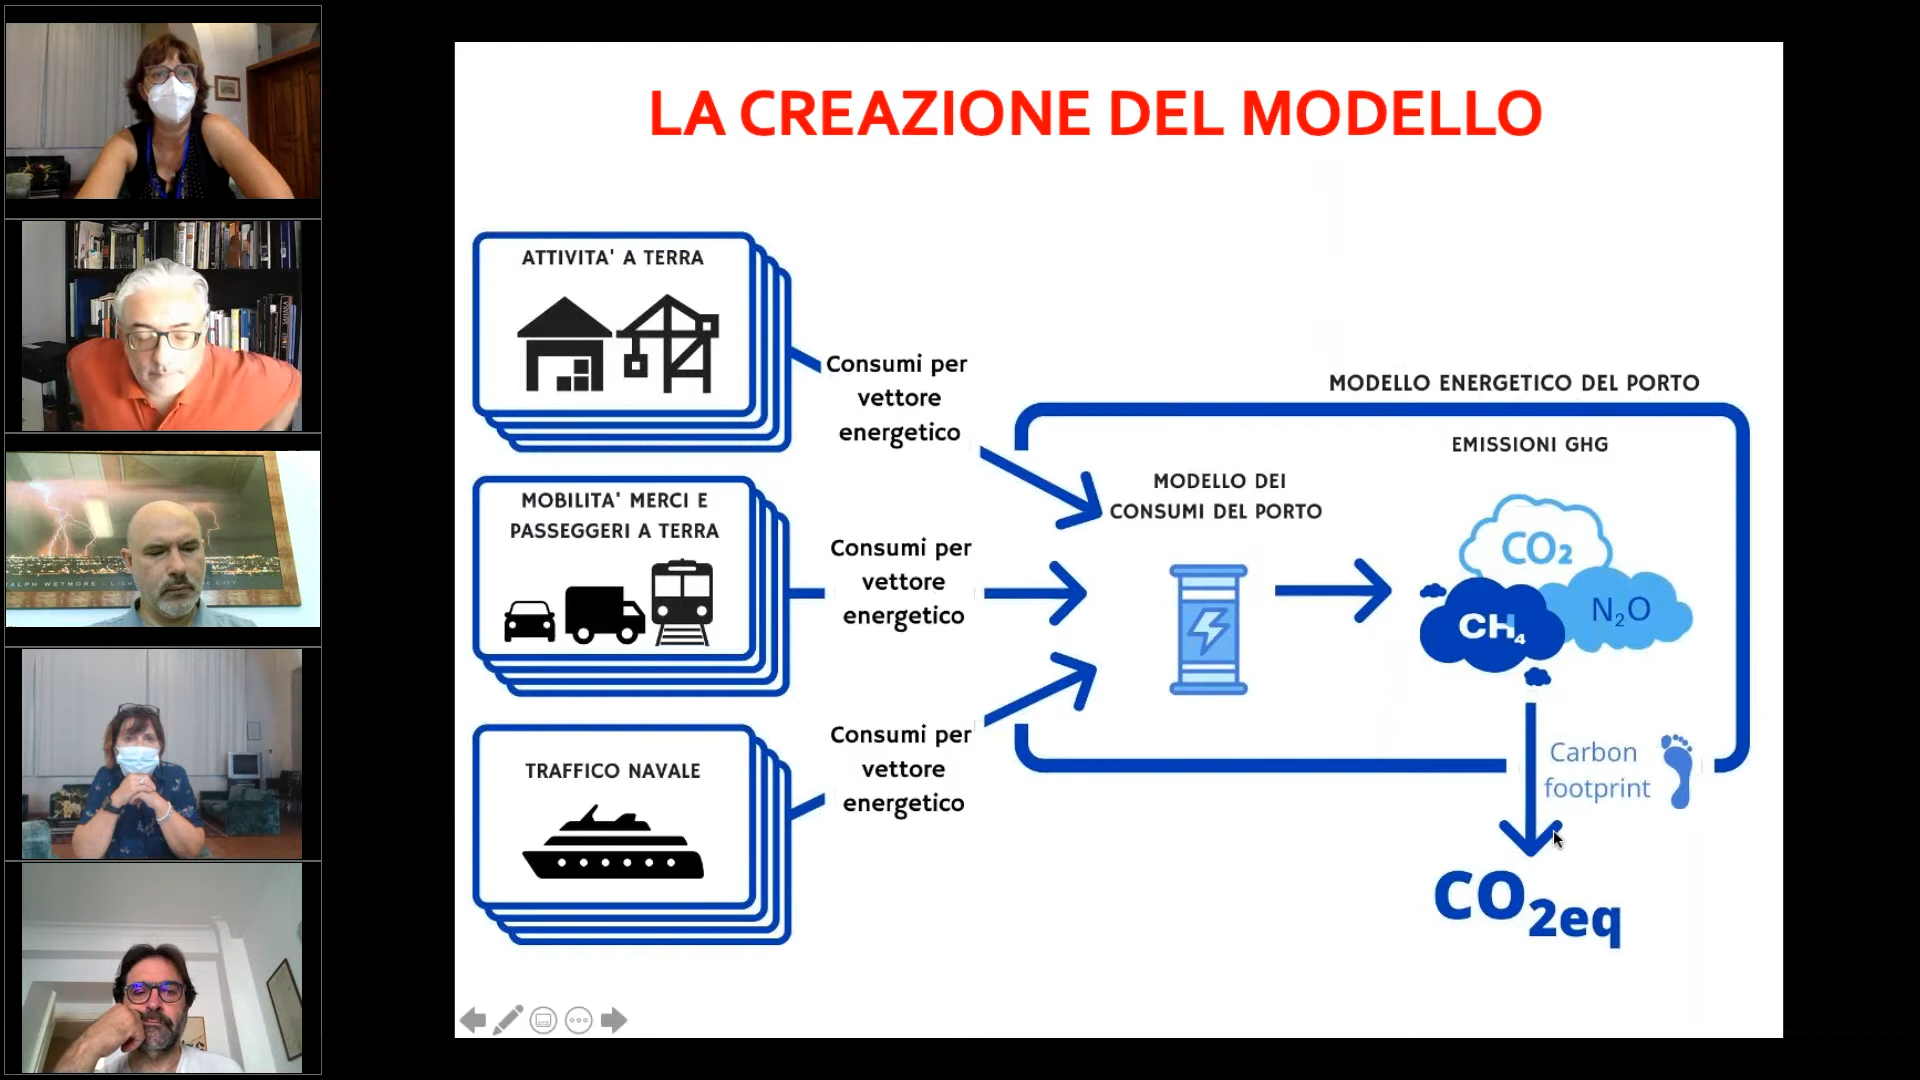 LA CREAZIONE DEL MODELLO
ATTIVITA' A TERRA
Consumi per
vettore
energetico
MOBILITA' MERCI E
PASSEGGERI A TERRA
Consumi per
vettore
energetico
TRAFFICO NAVALE
Consumi per
vettore
energetico
MODELLO ENERGETICO DEL PORTO
MODELLO DEI
CONSUMI DEL PORTO
EMISSIONI GHG
CO₂
CH₄
N₂O
Carbon
footprint
CO₂eq